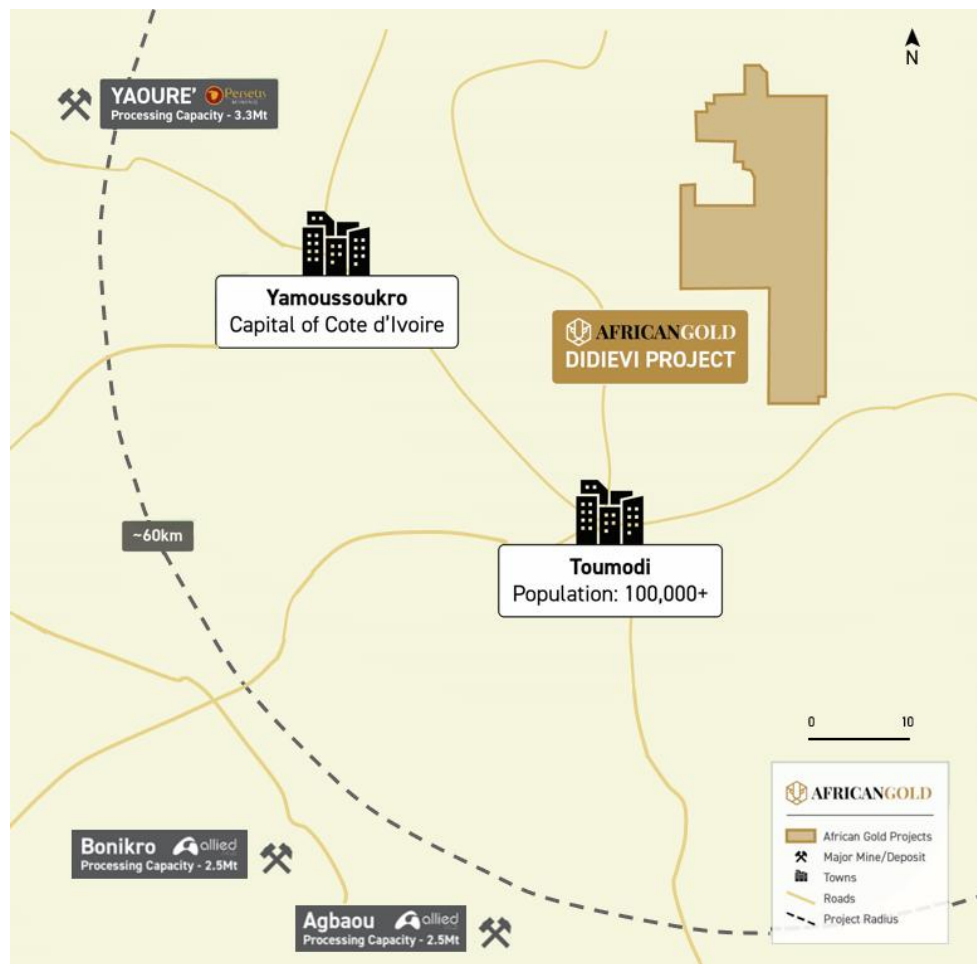 N
YAOURE' Perseus
Processing Capacity - 3.3Mt
Yamoussoukro
Capital of Cote d'Ivoire
AFRICANGOLD
DIDIEVI PROJECT
~60km
Toumodi
Population: 100,000+
0 10
Bonikro allied
Processing Capacity - 2.5Mt
Agbaou allied
Processing Capacity - 2.5Mt
AFRICANGOLD
African Gold Projects
Major Mine/Deposit
Towns
Roads
Project Radius